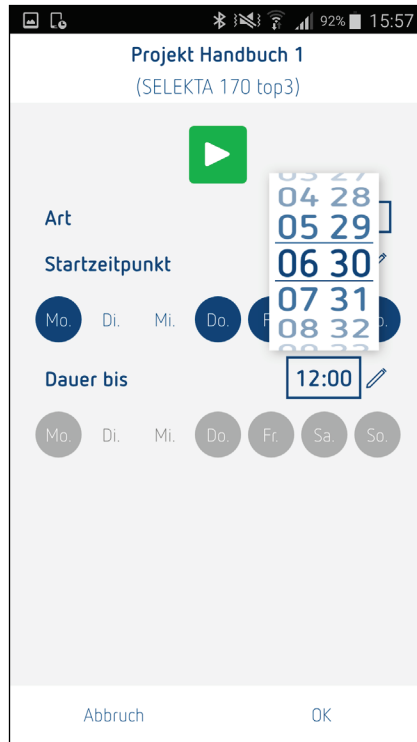 92% 15:57
Projekt Handbuch 1
(SELEKTA 170 top3)
04 28
Art
05 29
Startzeitpunkt
06 30
07 31
Mo. Di. Mi. Do.
08 32
Dauer bis
12:00
Mo. Di. Mi. Do. Fr. Sa. So.
Abbruch OK